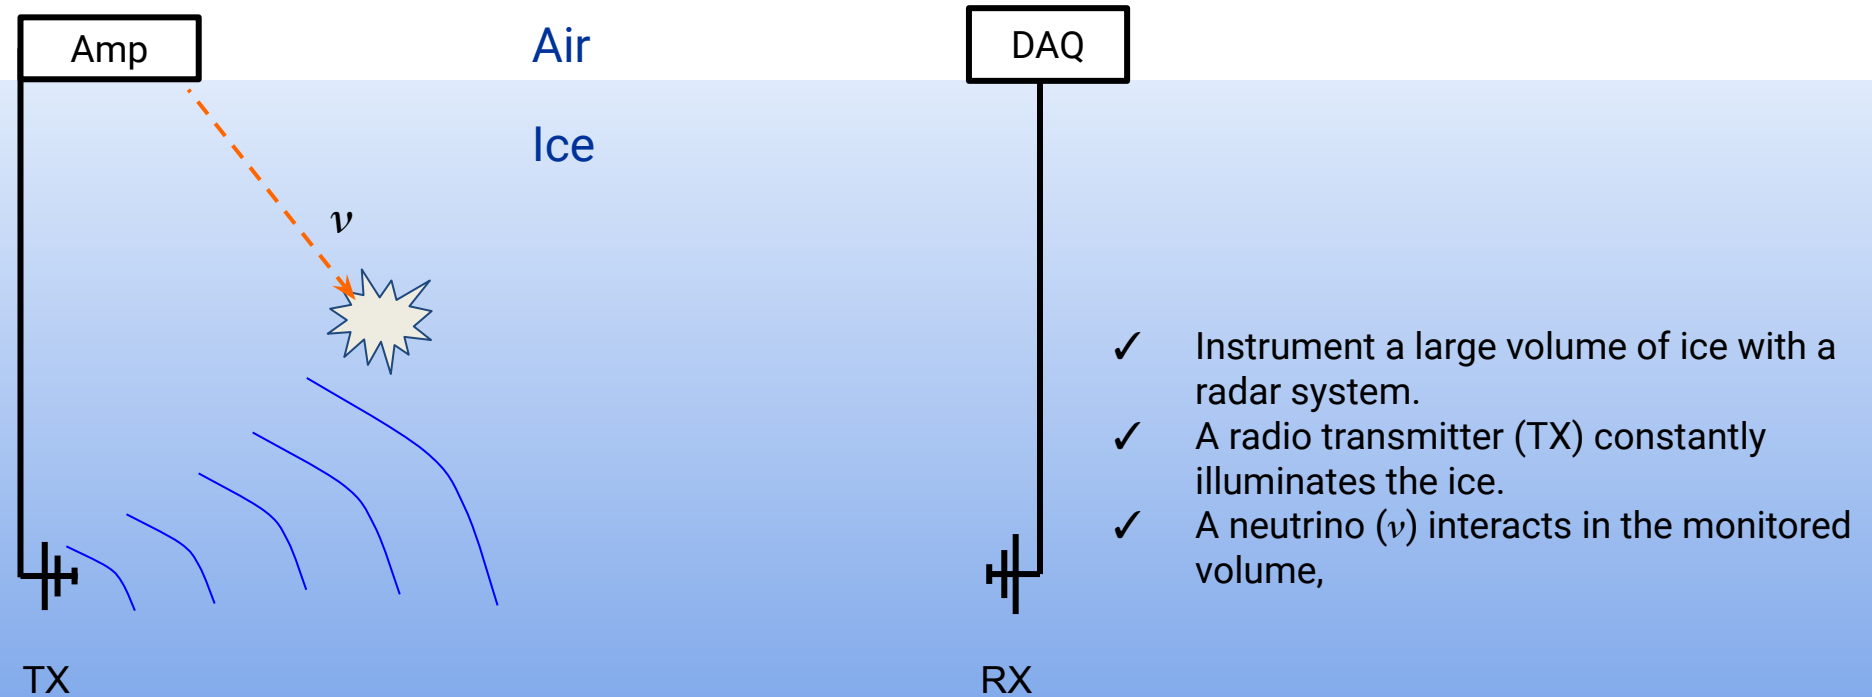 Amp
Air
DAQ
Ice
ν
✓ Instrument a large volume of ice with a
radar system.
✓ A radio transmitter (TX) constantly
illuminates the ice.
✓ A neutrino (ν) interacts in the monitored
volume,
TX
RX